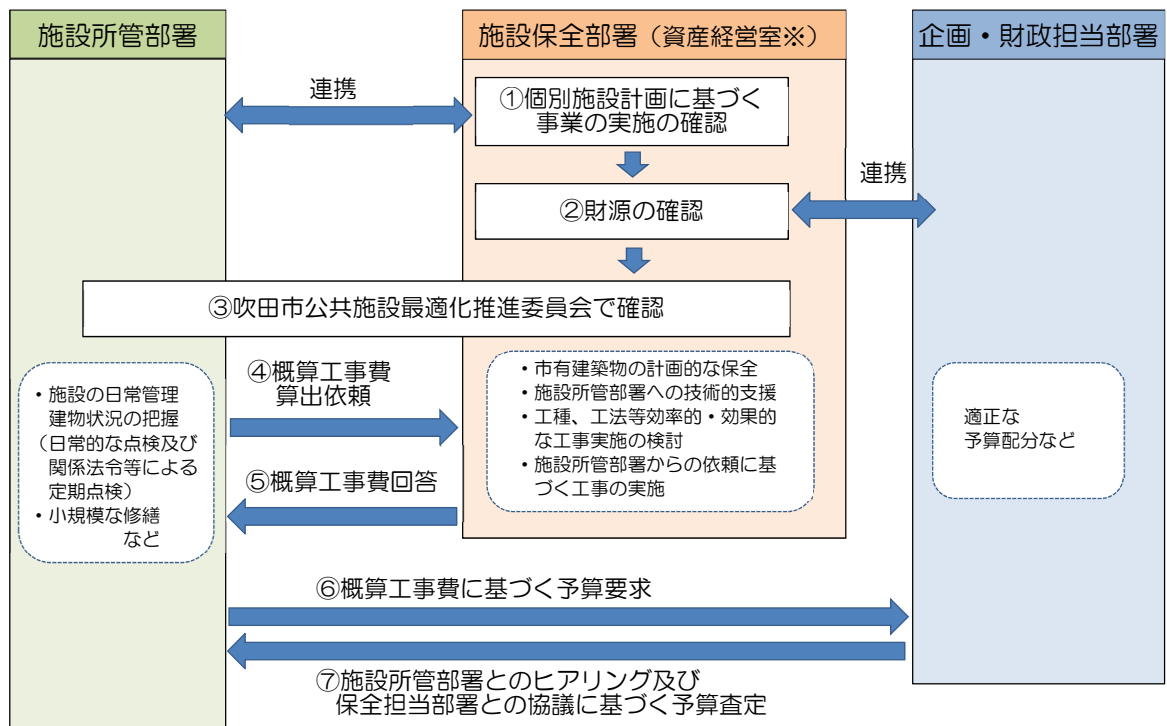 施設所管部署
施設保全部署（資産経営室※）
企画・財政担当部署
連携
①個別施設計画に基づく
事業の実施の確認
連携
②財源の確認
③吹田市公共施設最適化推進委員会で確認
・施設の日常管理
建物状況の把握
（日常的な点検及び
関係法令等による
定期点検）
・小規模な修繕
など
④概算工事費
算出依頼
⑤概算工事費回答
・市有建築物の計画的な保全
・施設所管部署への技術的支援
・工種、工法等効率的・効果的
な工事実施の検討
・施設所管部署からの依頼に基
づく工事の実施
適正な
予算配分など
⑥概算工事費に基づく予算要求
⑦施設所管部署とのヒアリング及び
保全担当部署との協議に基づく予算査定